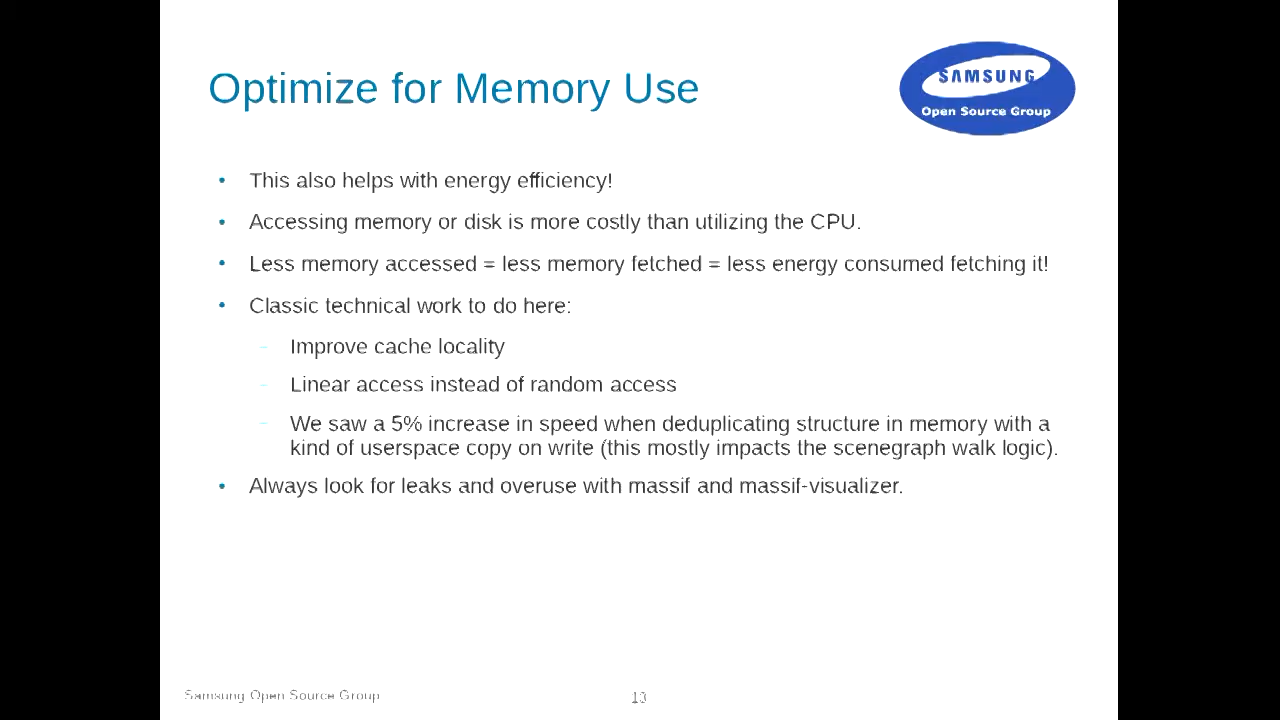 Optimize for Memory Use
SAMSUNG
Open Source Group
• This also helps with energy efficiency!
• Accessing memory or disk is more costly than utilizing the CPU.
• Less memory accessed = less memory fetched = less energy consumed fetching it!
• Classic technical work to do here:
– Improve cache locality
– Linear access instead of random access
– We saw a 5% increase in speed when deduplicating structure in memory with a
kind of userspace copy on write (this mostly impacts the scenegraph walk logic).
• Always look for leaks and overuse with massif and massif-visualizer.
Samsung Open Source Group
10